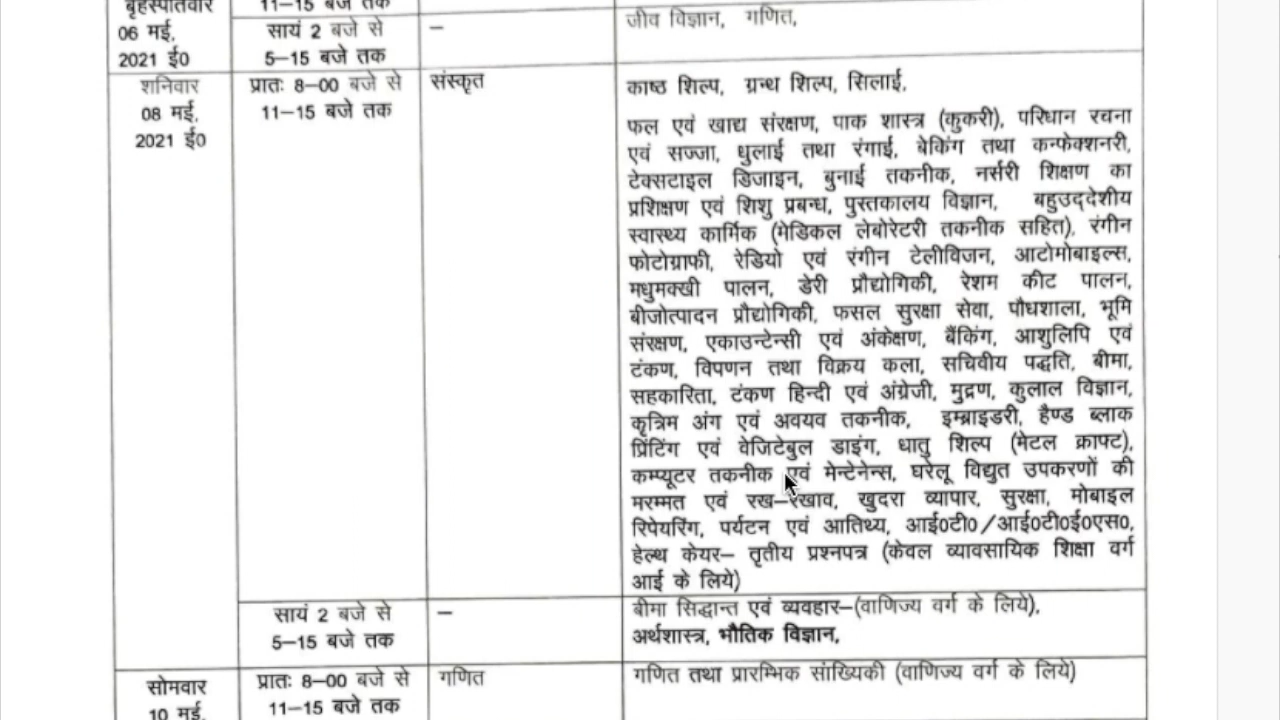 बृहस्पतिवार
06 मई,
2021 ई0
11–15 बजे तक
सायं 2 बजे से
5–15 बजे तक
–
जीव विज्ञान, गणित,
शनिवार
08 मई,
2021 ई0
प्रातः 8–00 बजे से
11–15 बजे तक
संस्कृत
काष्ठ शिल्प, ग्रन्थ शिल्प, सिलाई,
फल एवं खाद्य संरक्षण, पाक शास्त्र (कुकरी), परिधान रचना
एवं सज्जा, धुलाई तथा रंगाई, बेकिंग तथा कन्फेक्शनरी,
टेक्सटाइल डिजाइन, बुनाई तकनीक, नर्सरी शिक्षण का
प्रशिक्षण एवं शिशु प्रबन्ध, पुस्तकालय विज्ञान, बहुउद्देशीय
स्वास्थ्य कार्मिक (मेडिकल लेबोरेटरी तकनीक सहित), रंगीन
फोटोग्राफी, रेडियो एवं रंगीन टेलीविजन, आटोमोबाइल्स,
मधुमक्खी पालन, डेरी प्रौद्योगिकी, रेशम कीट पालन,
बीजोत्पादन प्रौद्योगिकी, फसल सुरक्षा सेवा, पौधशाला, भूमि
संरक्षण, एकाउन्टेन्सी एवं अंकेक्षण, बैंकिंग, आशुलिपि एवं
टंकण, विपणन तथा विक्रय कला, सचिवीय पद्धति, बीमा,
सहकारिता, टंकण हिन्दी एवं अंग्रेजी, मुद्रण, कुलाल विज्ञान,
कृत्रिम अंग एवं अवयव तकनीक, इम्ब्राइडरी, हैण्ड ब्लाक
प्रिंटिंग एवं वेजिटेबुल डाइंग, धातु शिल्प (मेटल क्राफ्ट),
कम्प्यूटर तकनीक एवं मेन्टेनेन्स, घरेलू विद्युत उपकरणों की
मरम्मत एवं रख–रखाव, खुदरा व्यापार, सुरक्षा, मोबाइल
रिपेयरिंग, पर्यटन एवं आतिथ्य, आई0टी0/आई0टी0ई0एस0,
हेल्थ केयर– तृतीय प्रश्नपत्र (केवल व्यावसायिक शिक्षा वर्ग
आई के लिये)
सायं 2 बजे से
5–15 बजे तक
–
बीमा सिद्धान्त एवं व्यवहार–(वाणिज्य वर्ग के लिये),
अर्थशास्त्र, भौतिक विज्ञान,
सोमवार
10 मई,
प्रातः 8–00 बजे से
11–15 बजे तक
गणित
गणित तथा प्रारम्भिक सांख्यिकी (वाणिज्य वर्ग के लिये)